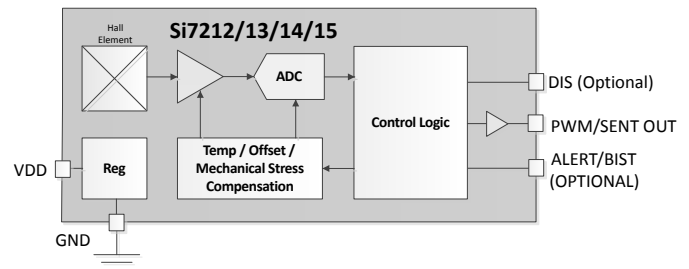 Hall
Element
Si7212/13/14/15
ADC
Control Logic
DIS (Optional)
PWM/SENT OUT
ALERT/BIST
(OPTIONAL)
Temp / Offset /
Mechanical Stress
Compensation
VDD
Reg
GND